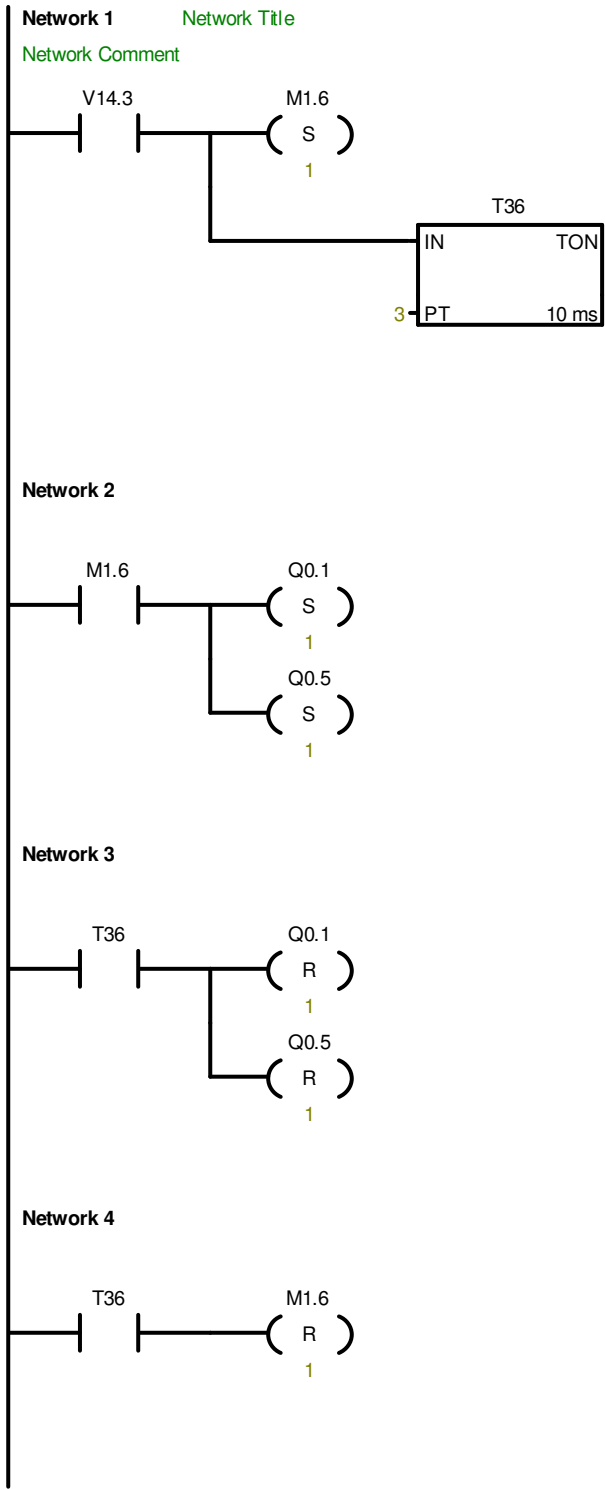 Network 1 Network Title
Network Comment
V14.3 M1.6
S
1
T36
IN TON
3 PT 10 ms
Network 2
M1.6 Q0.1
S
1
Q0.5
S
1
Network 3
T36 Q0.1
R
1
Q0.5
R
1
Network 4
T36 M1.6
R
1